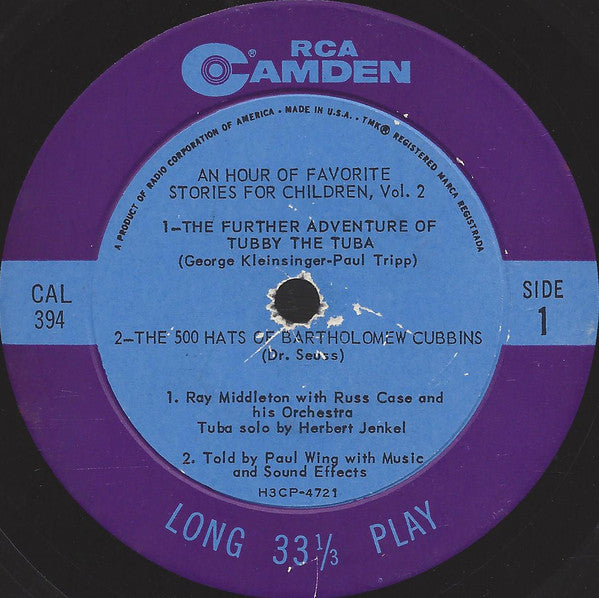 RCA
CAMDEN®
A PRODUCT OF RADIO CORPORATION OF AMERICA - MADE IN U.S.A. - TMK® REGISTERED MARCA REGISTRADA
AN HOUR OF FAVORITE
STORIES FOR CHILDREN, Vol. 2
1-THE FURTHER ADVENTURE OF
TUBBY THE TUBA
(George Kleinsinger-Paul Tripp)
CAL
394
SIDE
1
2-THE 500 HATS OF BARTHOLOMEW CUBBINS
(Dr. Seuss)
1. Ray Middleton with Russ Case and
his Orchestra
Tuba solo by Herbert Jenkel
2. Told by Paul Wing with Music
and Sound Effects
H3CP-4721
LONG 33⅓ PLAY